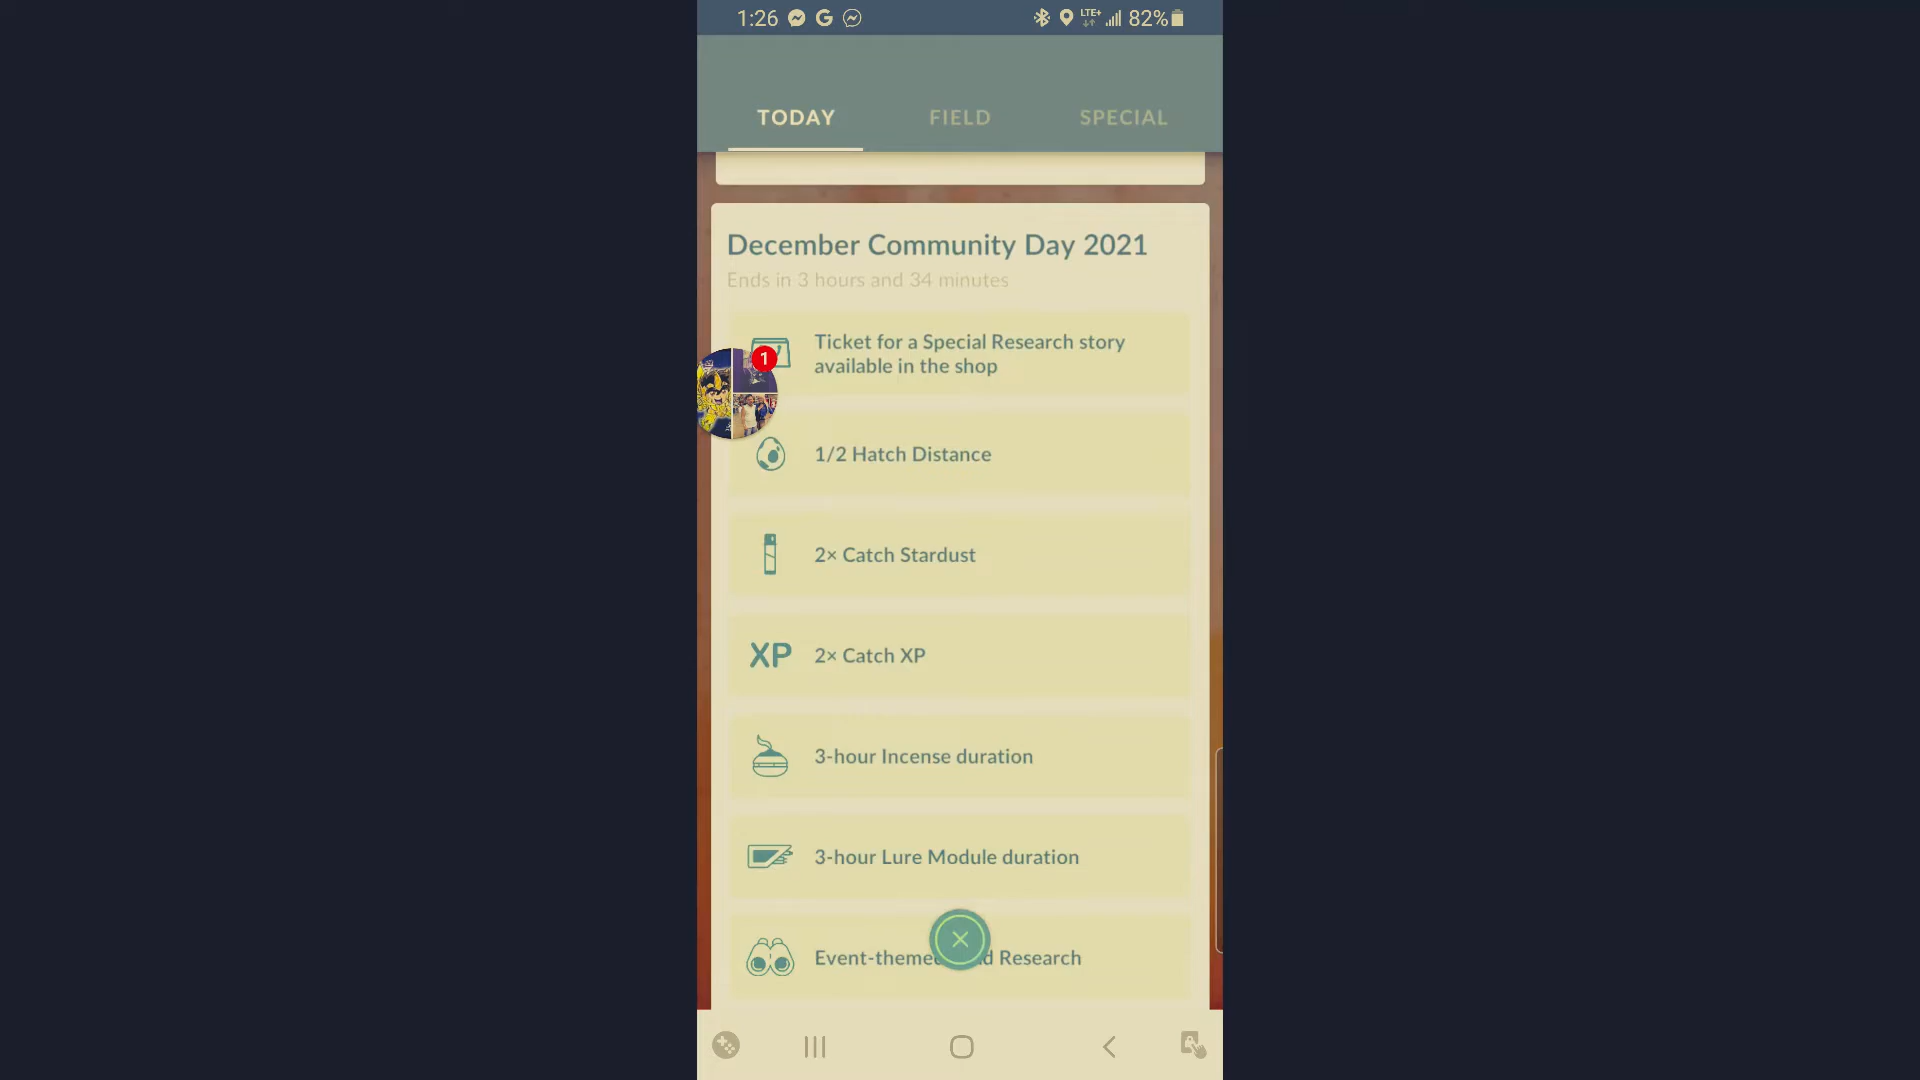 1:26
LTE+
82%
TODAY
FIELD
SPECIAL
December Community Day 2021
Ends in 3 hours and 34 minutes
Ticket for a Special Research story
available in the shop
1
1/2 Hatch Distance
2× Catch Stardust
XP
2× Catch XP
3-hour Incense duration
3-hour Lure Module duration
Research